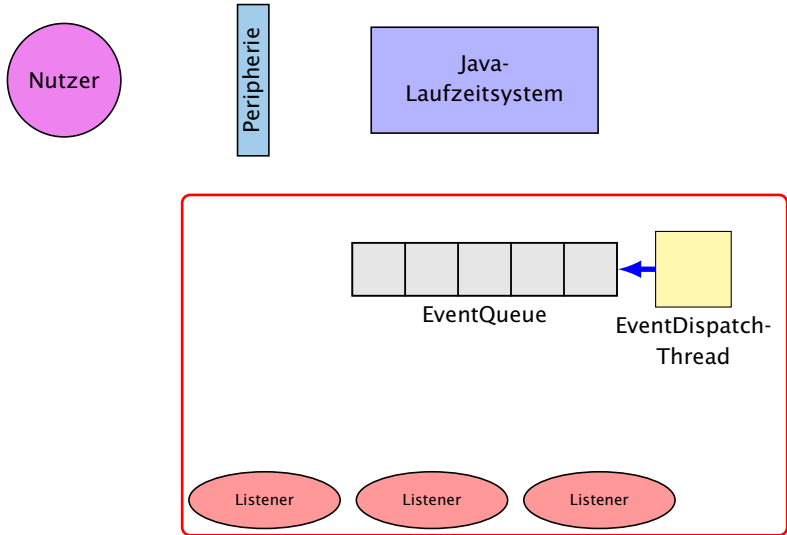 Nutzer
Peripherie
Java-
Laufzeitsystem
EventQueue
EventDispatch-
Thread
Listener
Listener
Listener